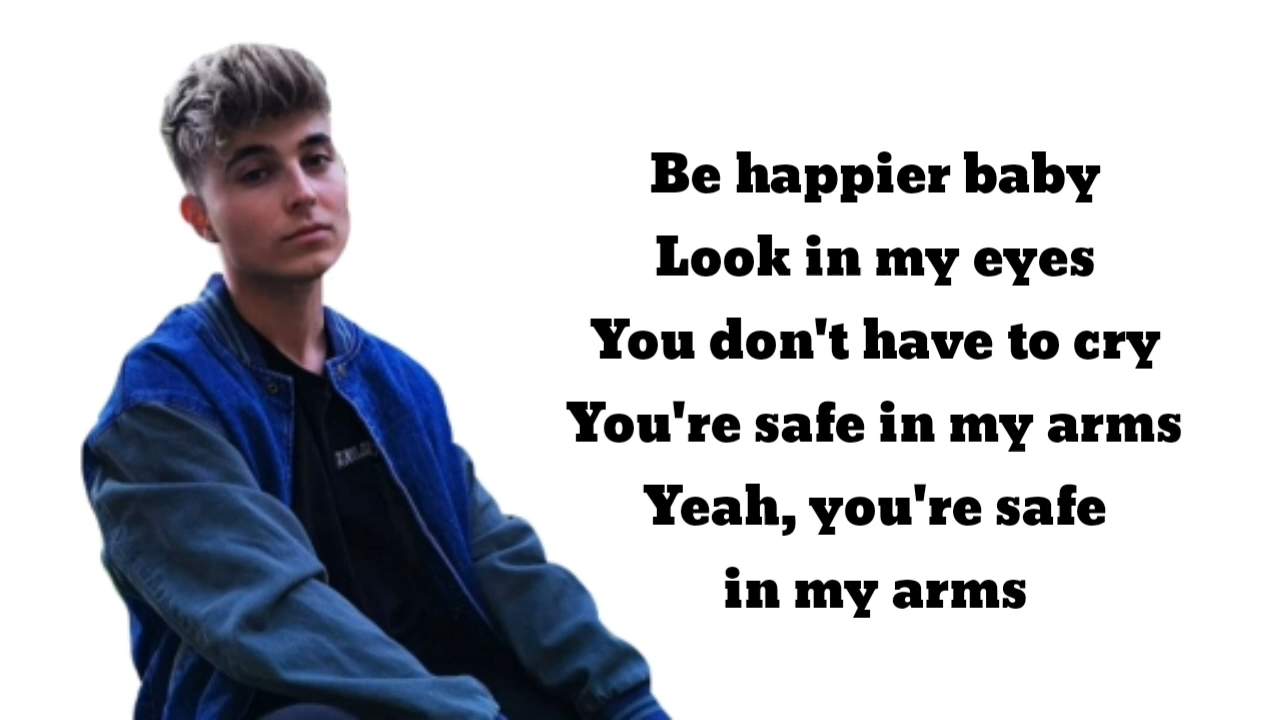 Be happier baby
Look in my eyes
You don't have to cry
You're safe in my arms
Yeah, you're safe
in my arms